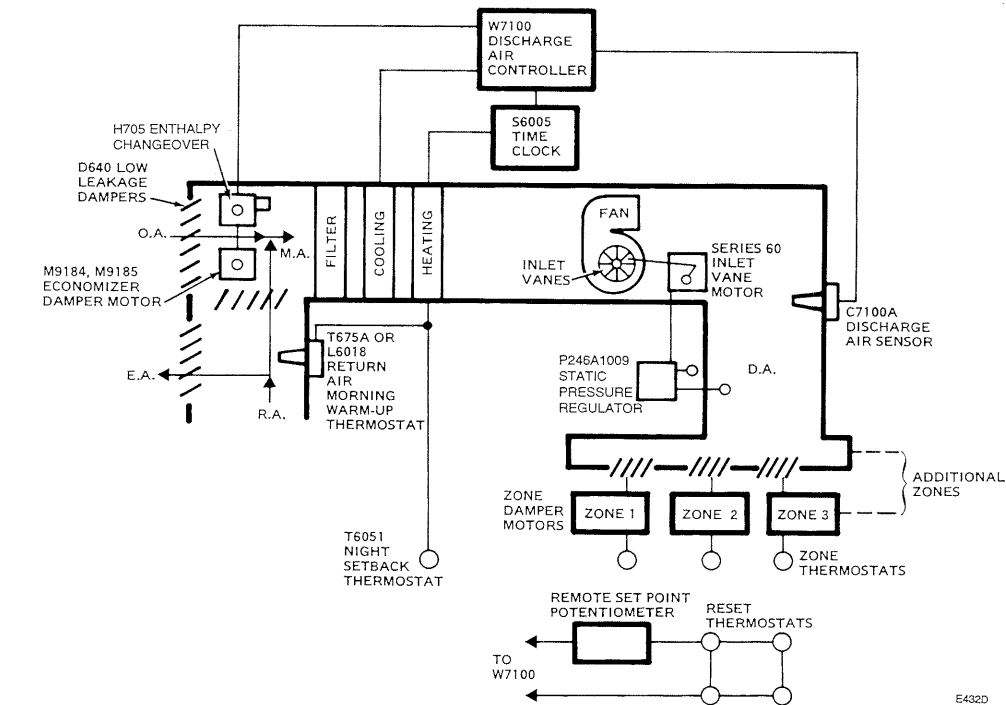 W7100
DISCHARGE
AIR
CONTROLLER
S6005
TIME
CLOCK
H705 ENTHALPY
CHANGEOVER
D640 LOW
LEAKAGE
DAMPERS
O.A.
M.A.
M9184, M9185
ECONOMIZER
DAMPER MOTOR
FILTER
COOLING
HEATING
FAN
INLET
VANES
SERIES 60
INLET
VANE
MOTOR
C7100A
DISCHARGE
AIR SENSOR
T675A OR
L6018
RETURN
AIR
MORNING
WARM-UP
THERMOSTAT
E.A.
R.A.
P246A1009
STATIC
PRESSURE
REGULATOR
D.A.
ADDITIONAL
ZONES
ZONE
DAMPER
MOTORS
ZONE 1
ZONE 2
ZONE 3
T6051
NIGHT
SETBACK
THERMOSTAT
ZONE
THERMOSTATS
REMOTE SET POINT
POTENTIOMETER
RESET
THERMOSTATS
TO
W7100
E432D